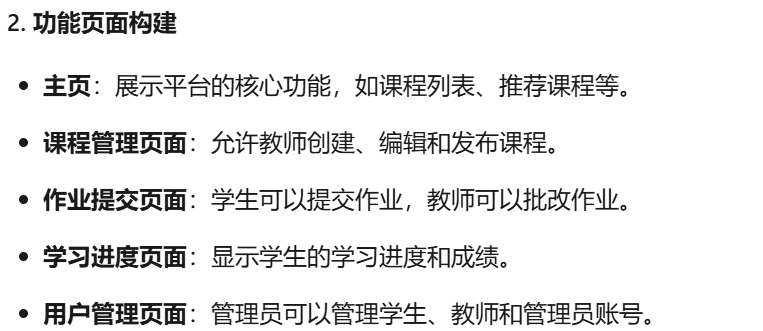 2. 功能页面构建
• 主页：展示平台的核心功能，如课程列表、推荐课程等。
• 课程管理页面：允许教师创建、编辑和发布课程。
• 作业提交页面：学生可以提交作业，教师可以批改作业。
• 学习进度页面：显示学生的学习进度和成绩。
• 用户管理页面：管理员可以管理学生、教师和管理员账号。